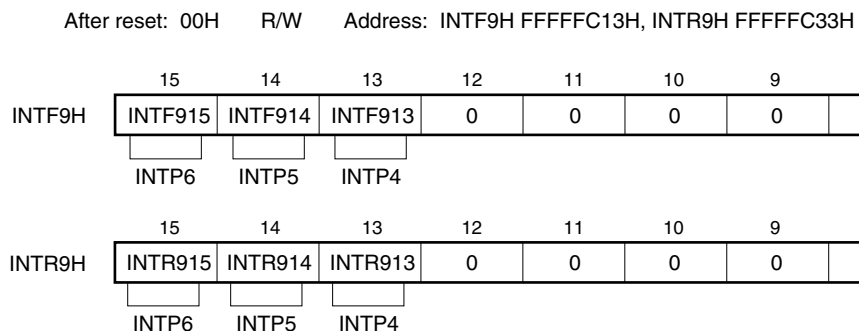 After reset: 00H R/W Address: INTF9H FFFFFC13H, INTR9H FFFFFC33H
15 14 13 12 11 10 9
INTF9H INTF915 INTF914 INTF913 0 0 0 0
INTP6 INTP5 INTP4
15 14 13 12 11 10 9
INTR9H INTR915 INTR914 INTR913 0 0 0 0
INTP6 INTP5 INTP4